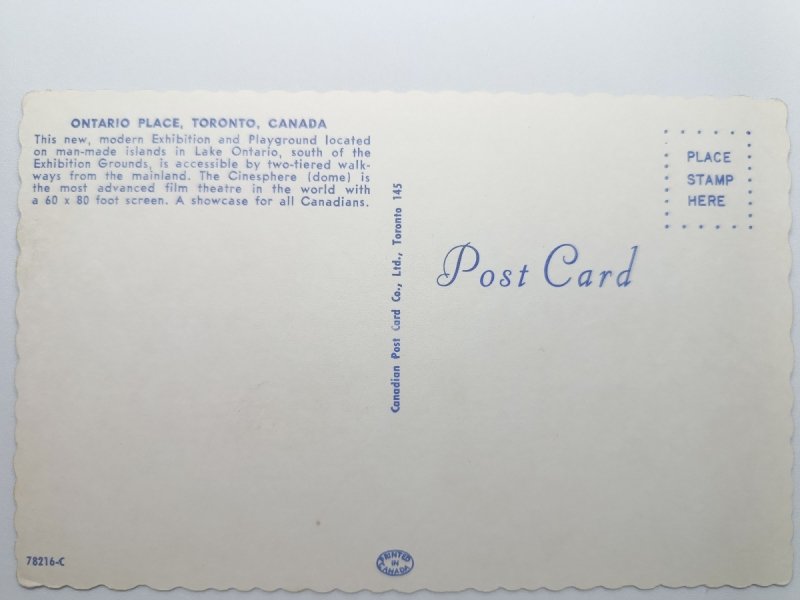 ONTARIO PLACE, TORONTO, CANADA
This new, modern Exhibition and Playground located
on man-made islands in Lake Ontario, south of the
Exhibition Grounds, is accessible by two-tiered walk-
ways from the mainland. The Cinesphere (dome) is
the most advanced film theatre in the world with
a 60 x 80 foot screen. A showcase for all Canadians.
Canadian Post Card Co., Ltd., Toronto 145
PLACE
STAMP
HERE
Post Card
78216-C
PRINTED
IN
CANADA